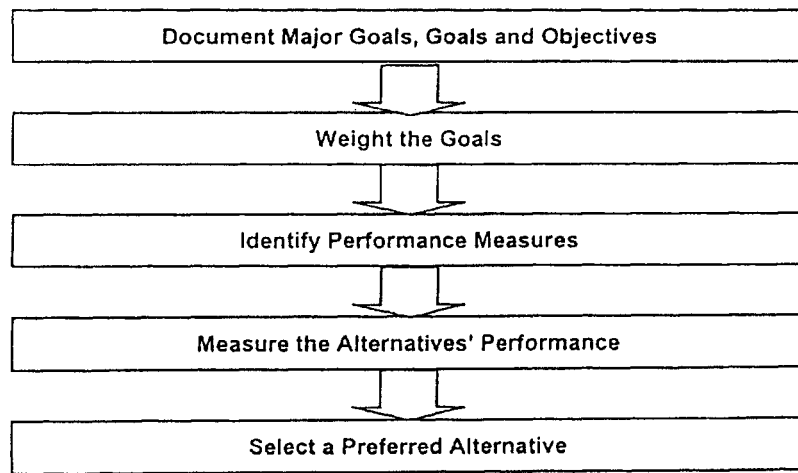 Document Major Goals, Goals and Objectives
Weight the Goals
Identify Performance Measures
Measure the Alternatives' Performance
Select a Preferred Alternative